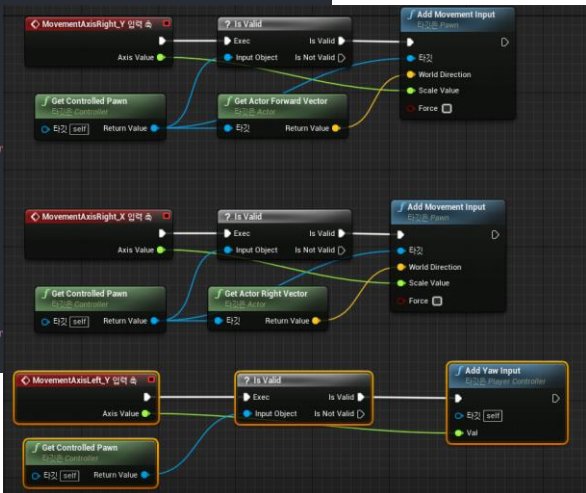 MovementAxisRight_Y 입력 축
Axis Value
? Is Valid
Exec
Is Valid
Input Object
Is Not Valid
f Add Movement Input
타깃은 Pawn
타깃
World Direction
Scale Value
Force
f Get Controlled Pawn
타깃은 Controller
타깃 self
Return Value
f Get Actor Forward Vector
타깃은 Actor
타깃
Return Value
MovementAxisRight_X 입력 축
Axis Value
? Is Valid
Exec
Is Valid
Input Object
Is Not Valid
f Add Movement Input
타깃은 Pawn
타깃
World Direction
Scale Value
Force
f Get Controlled Pawn
타깃은 Controller
타깃 self
Return Value
f Get Actor Right Vector
타깃은 Actor
타깃
Return Value
MovementAxisLeft_Y 입력 축
Axis Value
? Is Valid
Exec
Is Valid
Input Object
Is Not Valid
f Add Yaw Input
타깃은 Player Controller
타깃 self
Val
f Get Controlled Pawn
타깃은 Controller
타깃 self
Return Value